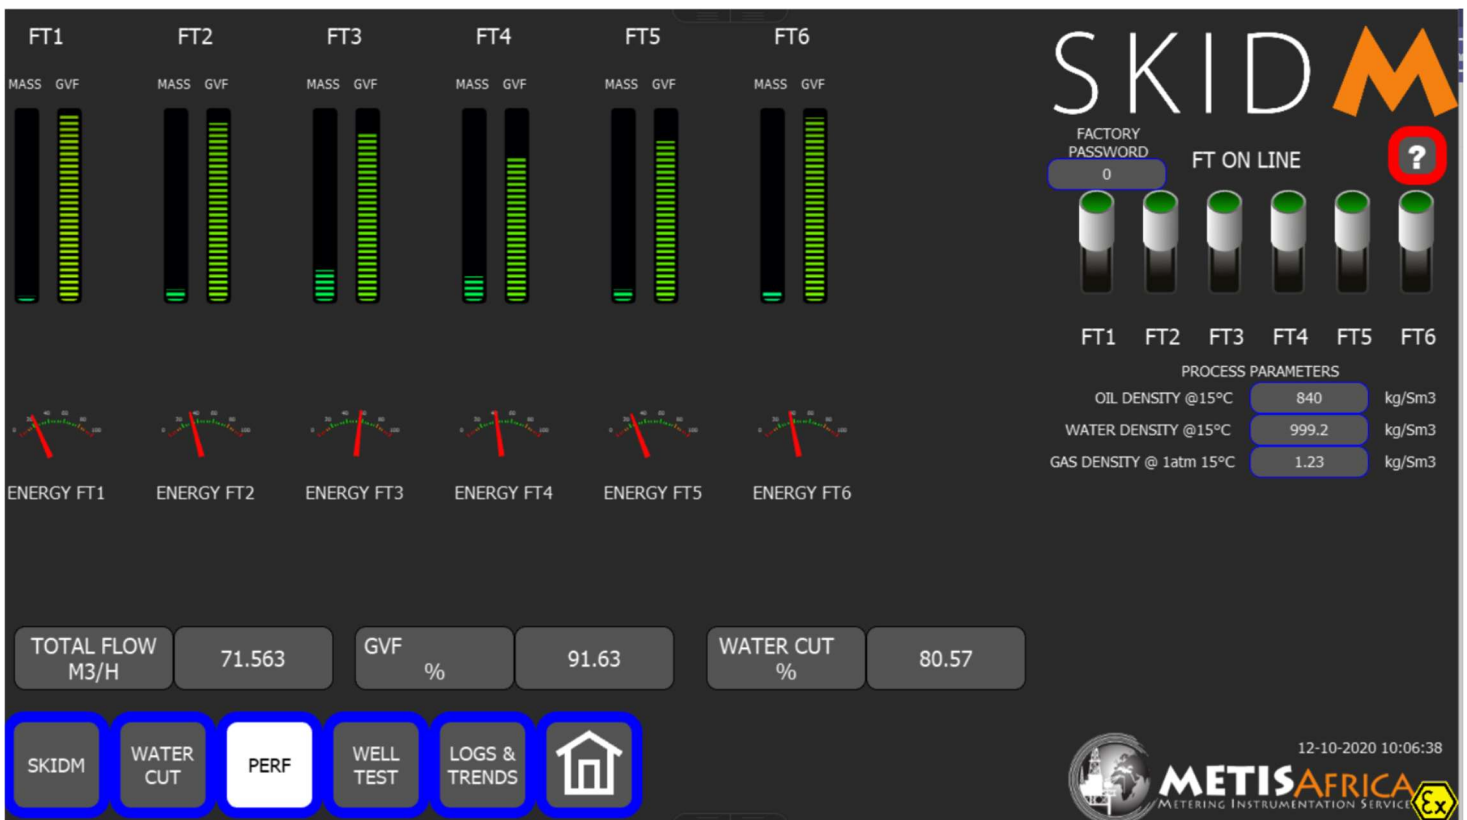 FT1 FT2 FT3 FT4 FT5 FT6
MASS GVF MASS GVF MASS GVF MASS GVF MASS GVF MASS GVF
SKIDM
FACTORY
PASSWORD
0
FT ON LINE
?
FT1 FT2 FT3 FT4 FT5 FT6
PROCESS PARAMETERS
OIL DENSITY @15°C 840 kg/Sm3
WATER DENSITY @15°C 999.2 kg/Sm3
GAS DENSITY @ 1atm 15°C 1.23 kg/Sm3
ENERGY FT1 ENERGY FT2 ENERGY FT3 ENERGY FT4 ENERGY FT5 ENERGY FT6
TOTAL FLOW
M3/H
71.563
GVF
%
91.63
WATER CUT
%
80.57
SKIDM
WATER
CUT
PERF
WELL
TEST
LOGS &
TRENDS
12-10-2020 10:06:38
METISAFRICA
METERING INSTRUMENTATION SERVICE
Ex